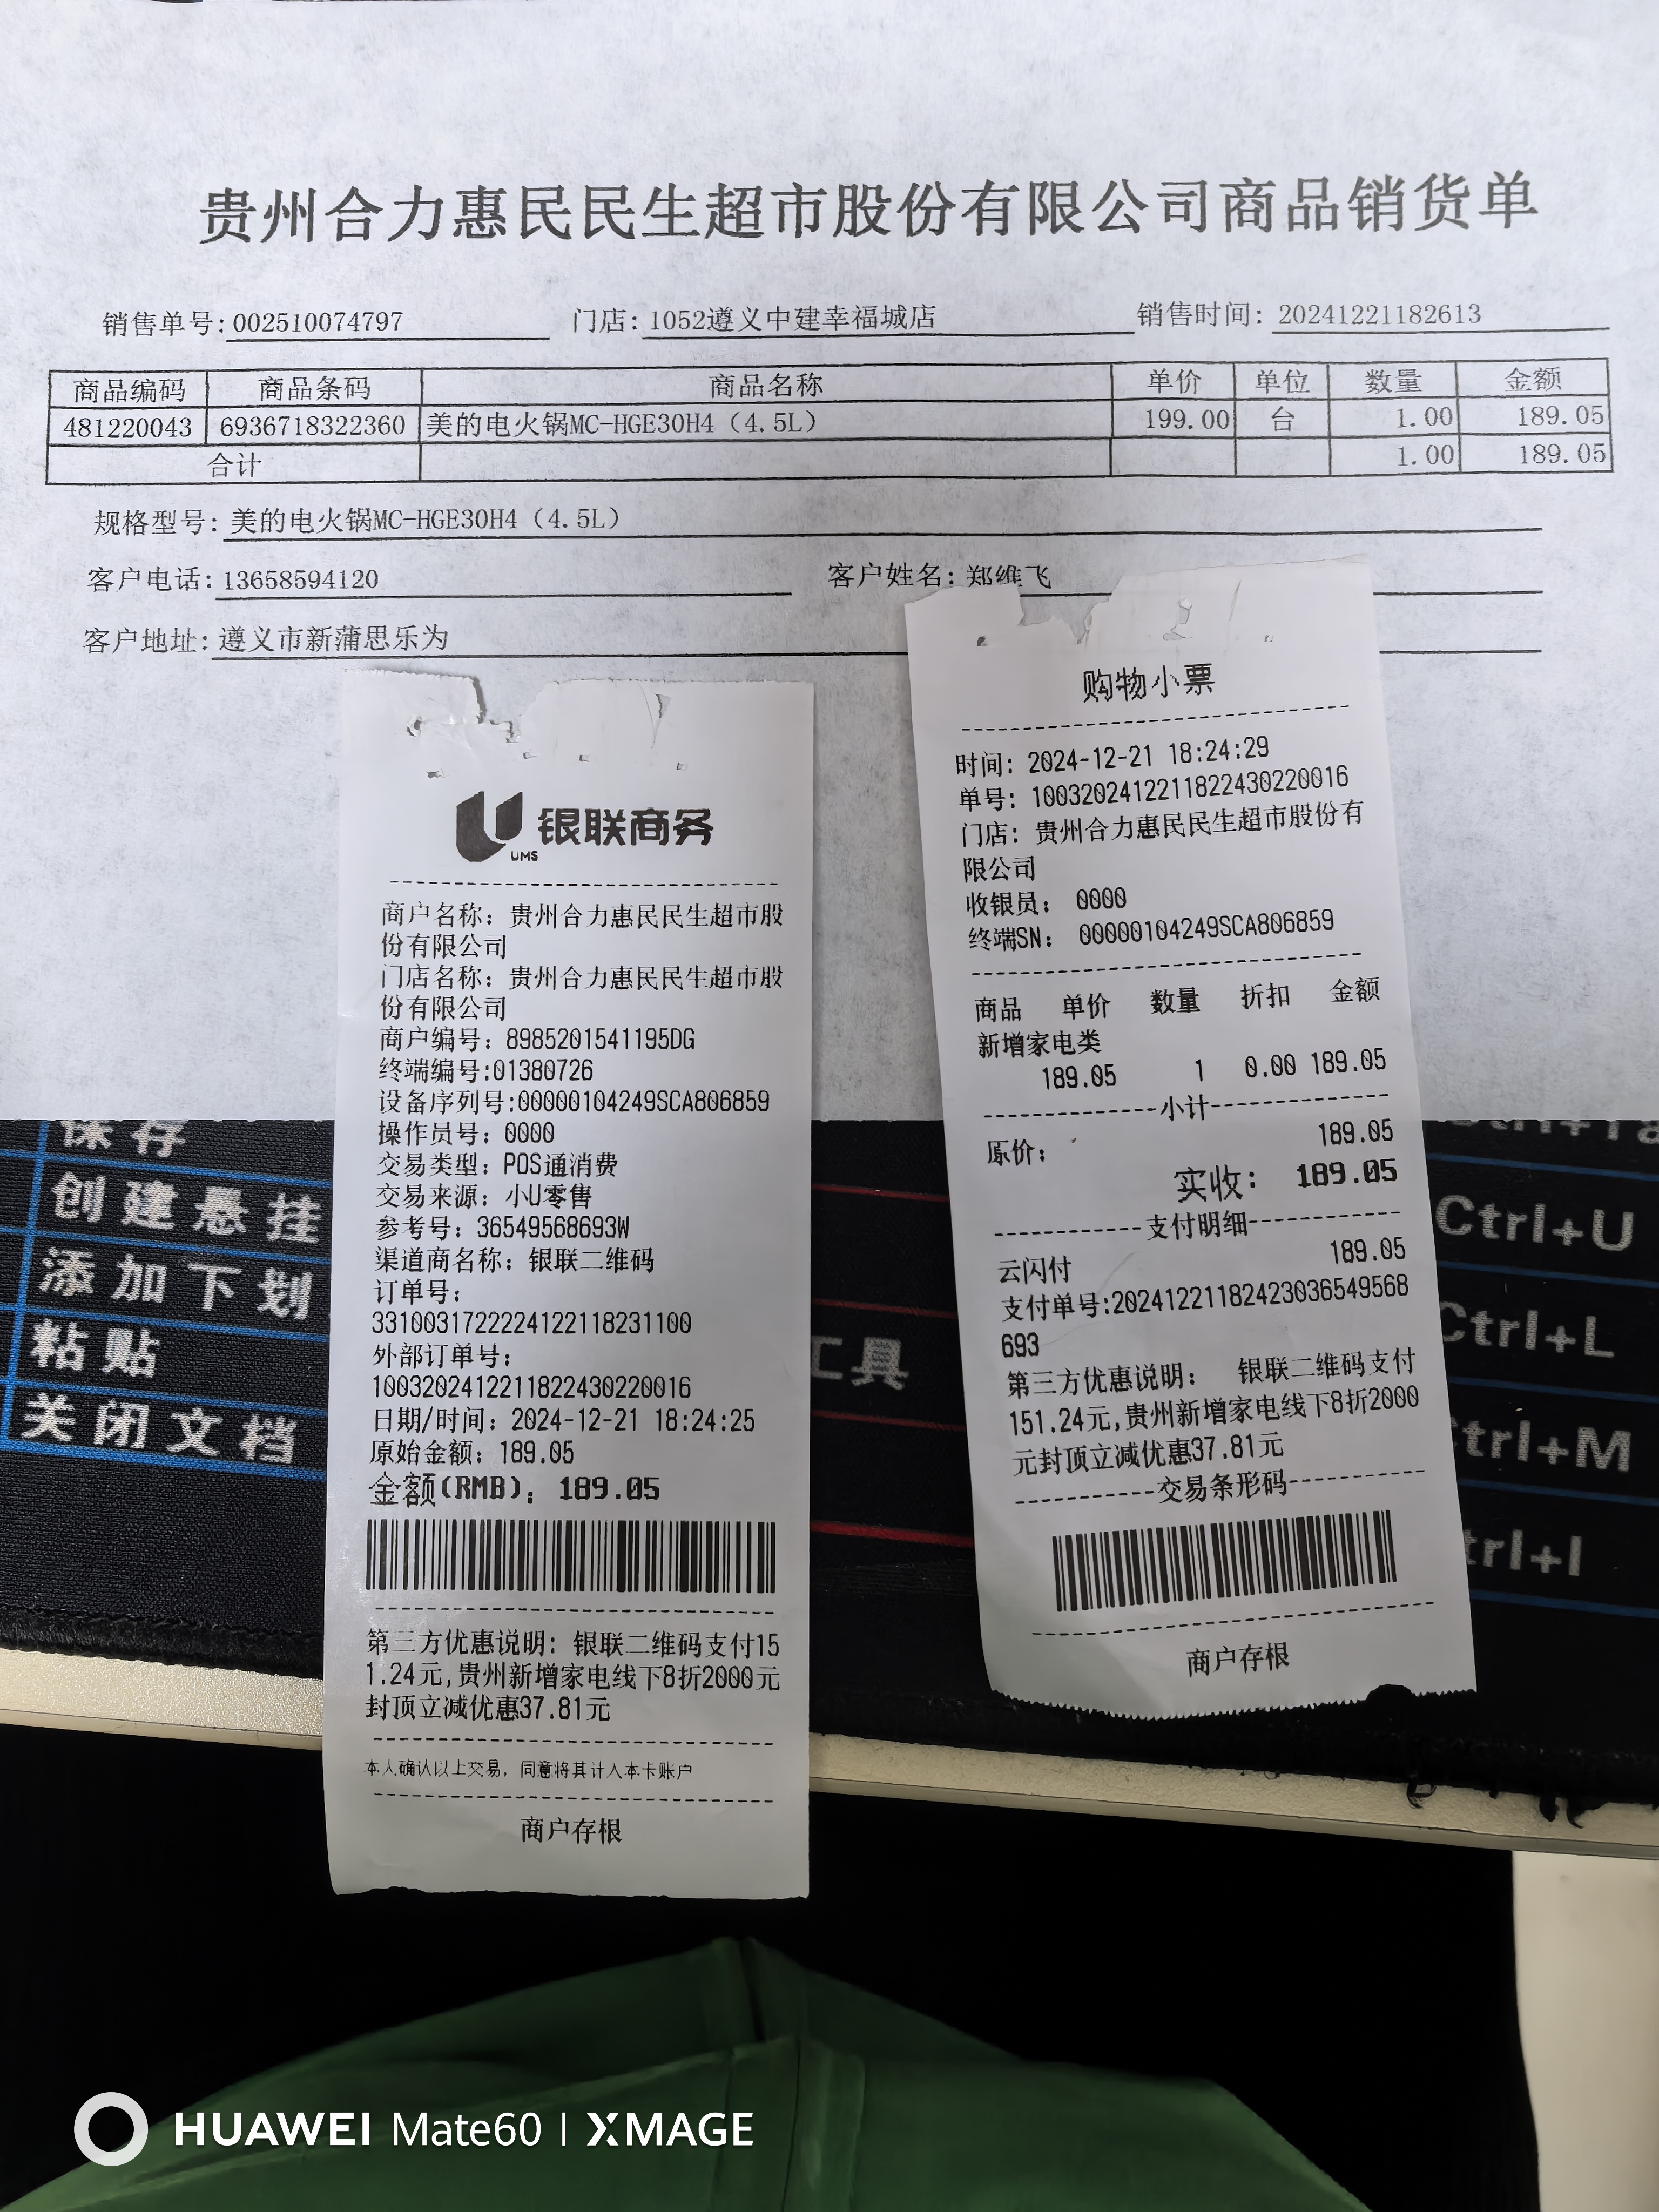 贵州合力惠民民生超市股份有限公司商品销货单
销售单号:002510074797 门店:1052遵义中建幸福城店 销售时间:20241221182613
商品编码 商品条码 商品名称 单价 单位 数量 金额
481220043 6936718322360 美的电火锅MC-HGE30H4（4.5L） 199.00 台 1.00 189.05
合计 1.00 189.05
规格型号:美的电火锅MC-HGE30H4（4.5L）
客户电话:13658594120 客户姓名:郑维飞
客户地址:遵义市新蒲思乐为
银联商务
UMS
商户名称：贵州合力惠民民生超市股
份有限公司
门店名称：贵州合力惠民民生超市股
份有限公司
商户编号：8985201541195DG
终端编号:01380726
设备序列号:00000104249SCA806859
操作员号：0000
交易类型：POS通消费
交易来源：小U零售
参考号：36549568693W
渠道商名称：银联二维码
订单号：
33100317222241221182311​00
外部订单号：
1003202412211822430220016
日期/时间：2024-12-21 18:24:25
原始金额：189.05
金额(RMB)：189.05
第三方优惠说明：银联二维码支付15
1.24元,贵州新增家电线下8折2000元
封顶立减优惠37.81元
本人确认以上交易，同意将其计入本卡账户
商户存根
购物小票
时间：2024-12-21 18:24:29
单号：1003202412211822430220016
门店：贵州合力惠民民生超市股份有
限公司
收银员：0000
终端SN：00000104249SCA806859
商品 单价 数量 折扣 金额
新增家电类
189.05 1 0.00 189.05
小计
原价： 189.05
实收：189.05
支付明细
云闪付 189.05
支付单号:20241221182423036549568
693
第三方优惠说明： 银联二维码支付
151.24元,贵州新增家电线下8折2000
元封顶立减优惠37.81元
交易条形码
商户存根
保存
创建悬挂
添加下划
粘贴
关闭文档
工具
Ctrl+U
Ctrl+L
Ctrl+M
Ctrl+I
HUAWEI Mate60 | XMAGE